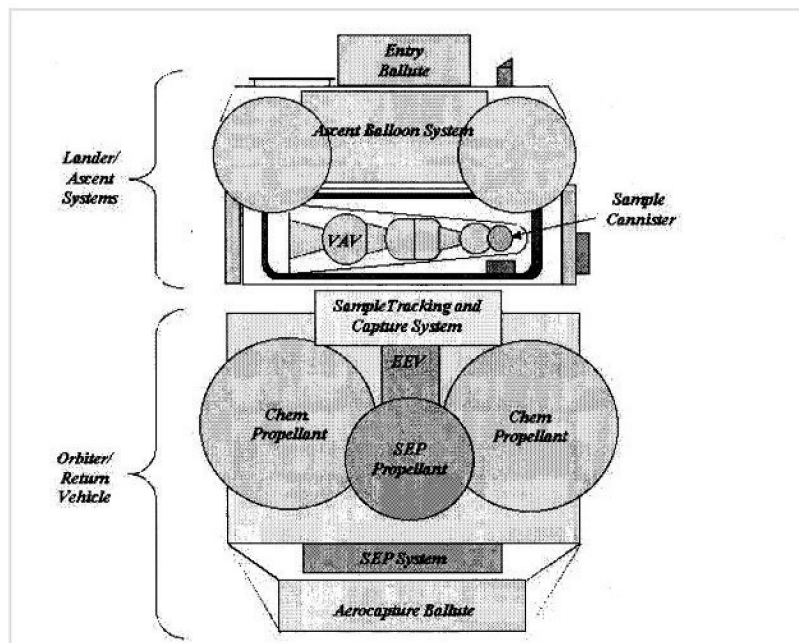 Entry
Ballute
Ascent Balloon System
Lander/
Ascent
Systems
Sample
Cannister
VAV
Sample Tracking and
Capture System
EEV
Chem
Propellant
Chem
Propellant
SEP
Propellant
Orbiter/
Return
Vehicle
SEP System
Aerocapture Ballute